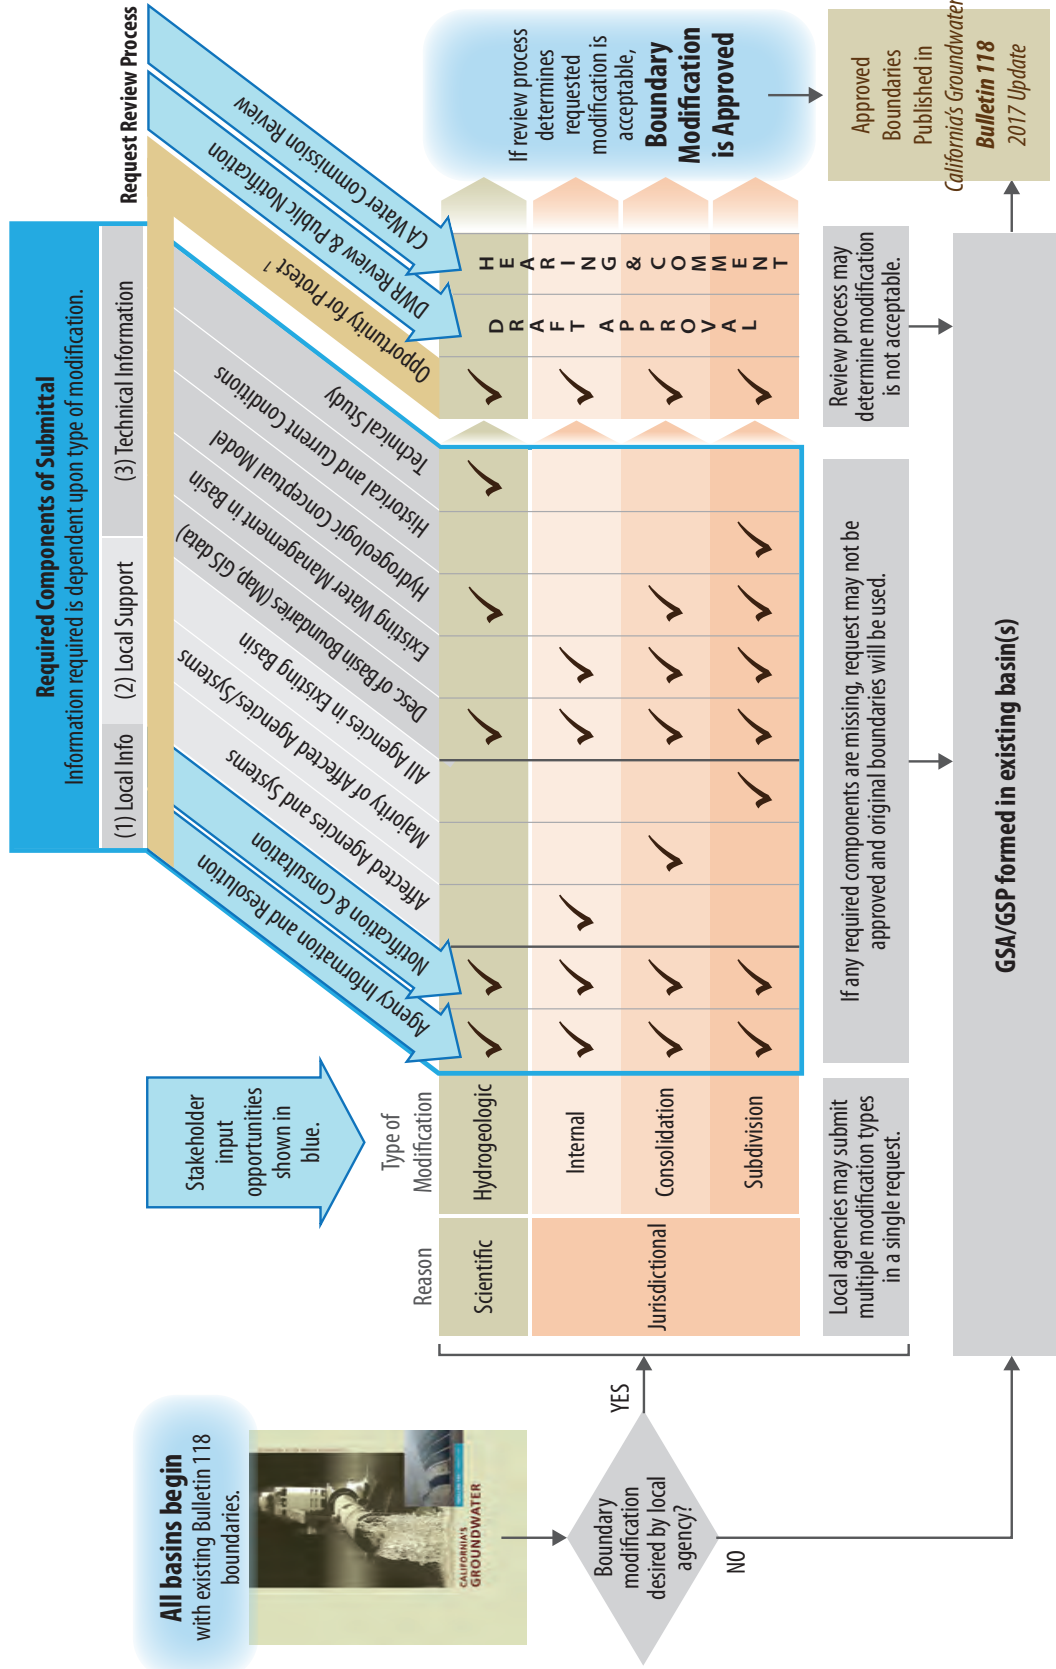 All basins begin
with existing Bulletin 118
boundaries.
CALIFORNIA'S
GROUNDWATER
Boundary
modification
desired by local
agency?
YES
NO
Stakeholder
input
opportunities
shown in
blue.
Required Components of Submittal
Information required is dependent upon type of modification.
(1) Local Info
(2) Local Support
(3) Technical Information
Request Review Process
Agency Information and Resolution
Notification & Consultation
Affected Agencies and Systems
Majority of Affected Agencies/Systems
All Agencies in Existing Basin
Desc. of Basin Boundaries (Map, GIS data)
Existing Water Management in Basin
Hydrogeologic Conceptual Model
Historical and Current Conditions
Technical Study
Opportunity for Protest 1
DWR Review & Public Notification
CA Water Commission Review
Reason
Type of
Modification
Scientific
Hydrogeologic
Jurisdictional
Internal
Consolidation
Subdivision
DRAFT APPROVAL
HEARING & COMMENT
If review process
determines
requested
modification is
acceptable,
Boundary
Modification
is Approved
Local agencies may submit
multiple modification types
in a single request.
If any required components are missing, request may not be
approved and original boundaries will be used.
Review process may
determine modification
is not acceptable.
GSA/GSP formed in existing basin(s)
Approved
Boundaries
Published in
California's Groundwater
Bulletin 118
2017 Update